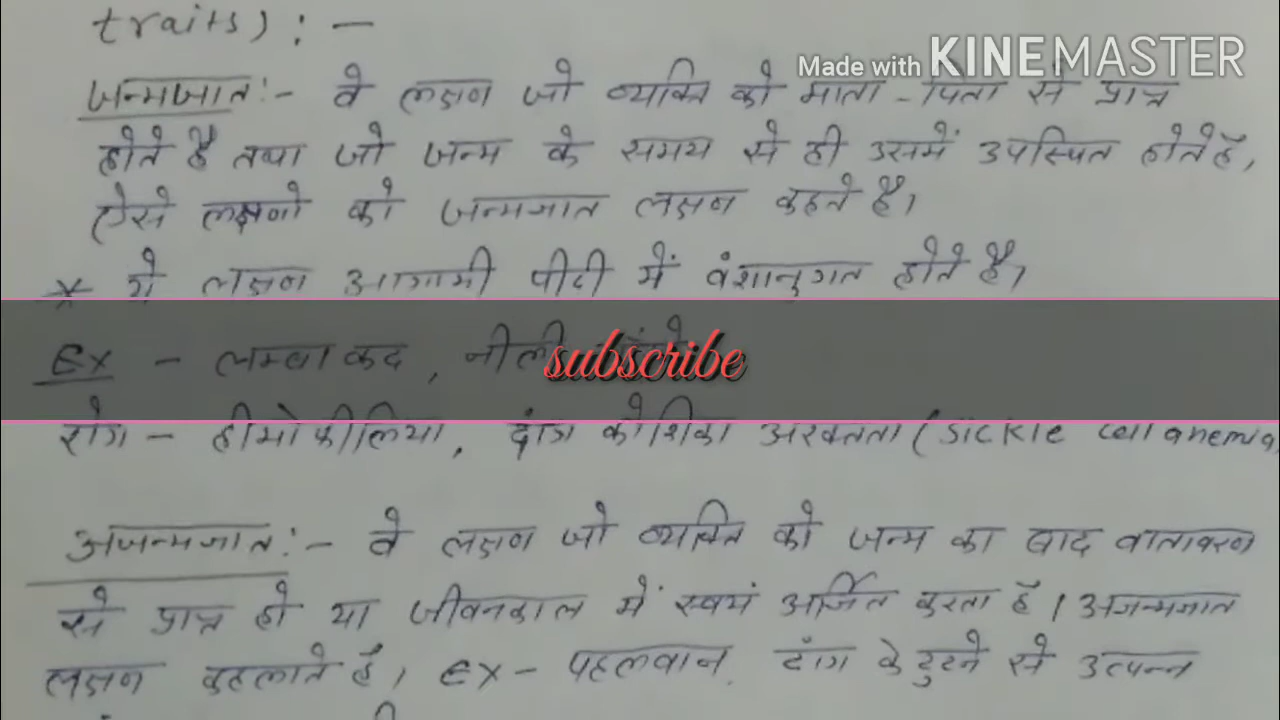 traits) : —
Made with KINEMASTER
जन्मजात :- वे लक्षण जो व्यक्ति को माता - पिता से प्राप्त
होते है तथा जो जन्म के समय से ही उसमें उपस्थित होते हैं,
ऐसे लक्षणो को जन्मजात लक्षण कहते है।
* ये लक्षण आगामी पीढी में वंशानुगत होते है।
Ex - लम्बा कद, नीली
subscribe
रोग - हीमोफीलिया, दांत्र कोशिका अरक्तता (Sickle cell anemia
अजन्मजात :- वे लक्षण जो व्यक्ति को जन्म का बाद वातावरण
से प्राप्त हो या जीवनकाल में स्वयं अर्जित करता है। अजन्मजात
लक्षण कहलाते है, Ex - पहलवान, टांग के टुटने से उत्पन्न